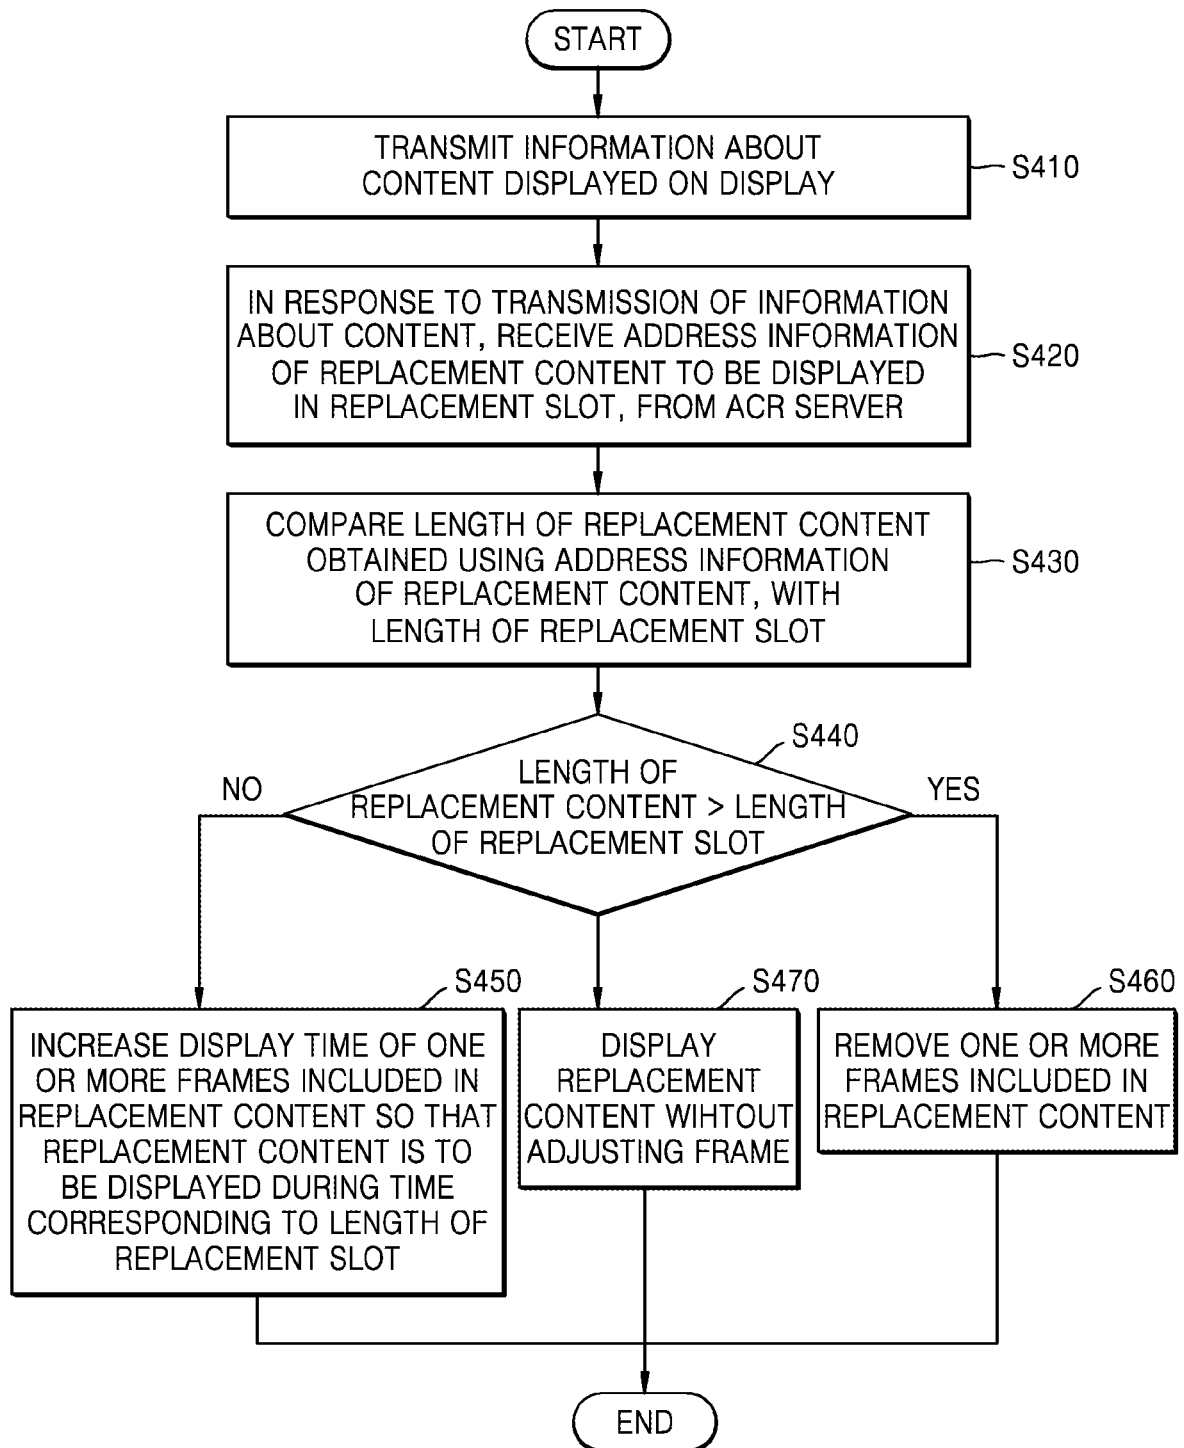 START
TRANSMIT INFORMATION ABOUT
CONTENT DISPLAYED ON DISPLAY
S410
IN RESPONSE TO TRANSMISSION OF INFORMATION
ABOUT CONTENT, RECEIVE ADDRESS INFORMATION
OF REPLACEMENT CONTENT TO BE DISPLAYED
IN REPLACEMENT SLOT, FROM ACR SERVER
S420
COMPARE LENGTH OF REPLACEMENT CONTENT
OBTAINED USING ADDRESS INFORMATION
OF REPLACEMENT CONTENT, WITH
LENGTH OF REPLACEMENT SLOT
S430
S440
LENGTH OF
REPLACEMENT CONTENT > LENGTH
OF REPLACEMENT SLOT
NO
YES
S450
INCREASE DISPLAY TIME OF ONE
OR MORE FRAMES INCLUDED IN
REPLACEMENT CONTENT SO THAT
REPLACEMENT CONTENT IS TO
BE DISPLAYED DURING TIME
CORRESPONDING TO LENGTH OF
REPLACEMENT SLOT
S470
DISPLAY
REPLACEMENT
CONTENT WIHTOUT
ADJUSTING FRAME
S460
REMOVE ONE OR MORE
FRAMES INCLUDED IN
REPLACEMENT CONTENT
END